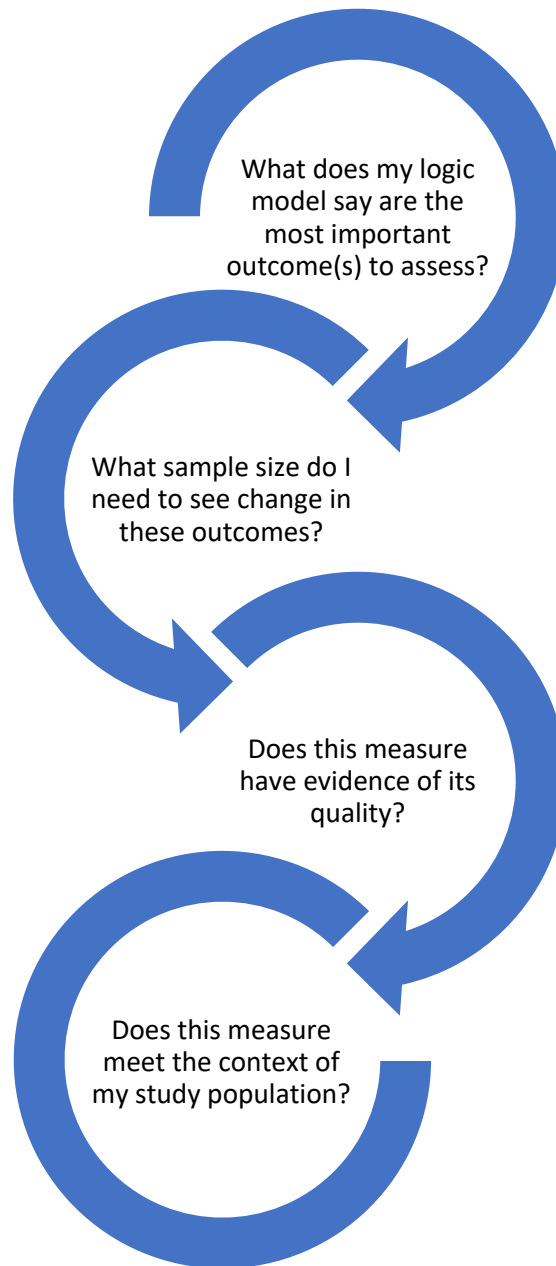 What does my logic
model say are the
most important
outcome(s) to assess?
What sample size do I
need to see change in
these outcomes?
Does this measure
have evidence of its
quality?
Does this measure
meet the context of
my study population?